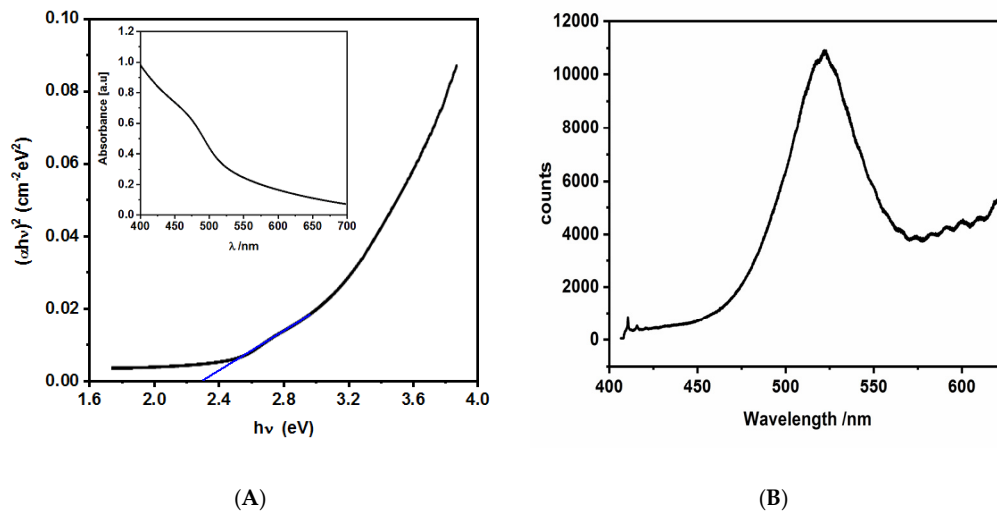 0.10
0.08
0.06
0.04
0.02
0.00
(αhν)² (cm⁻²eV²)
1.6 2.0 2.4 2.8 3.2 3.6 4.0
hν (eV)
1.2
1.0
0.8
0.6
0.4
0.2
0.0
Absorbance [a.u]
400 450 500 550 600 650 700
λ /nm
(A)
12000
10000
8000
6000
4000
2000
0
counts
400 450 500 550 600
Wavelength /nm
(B)